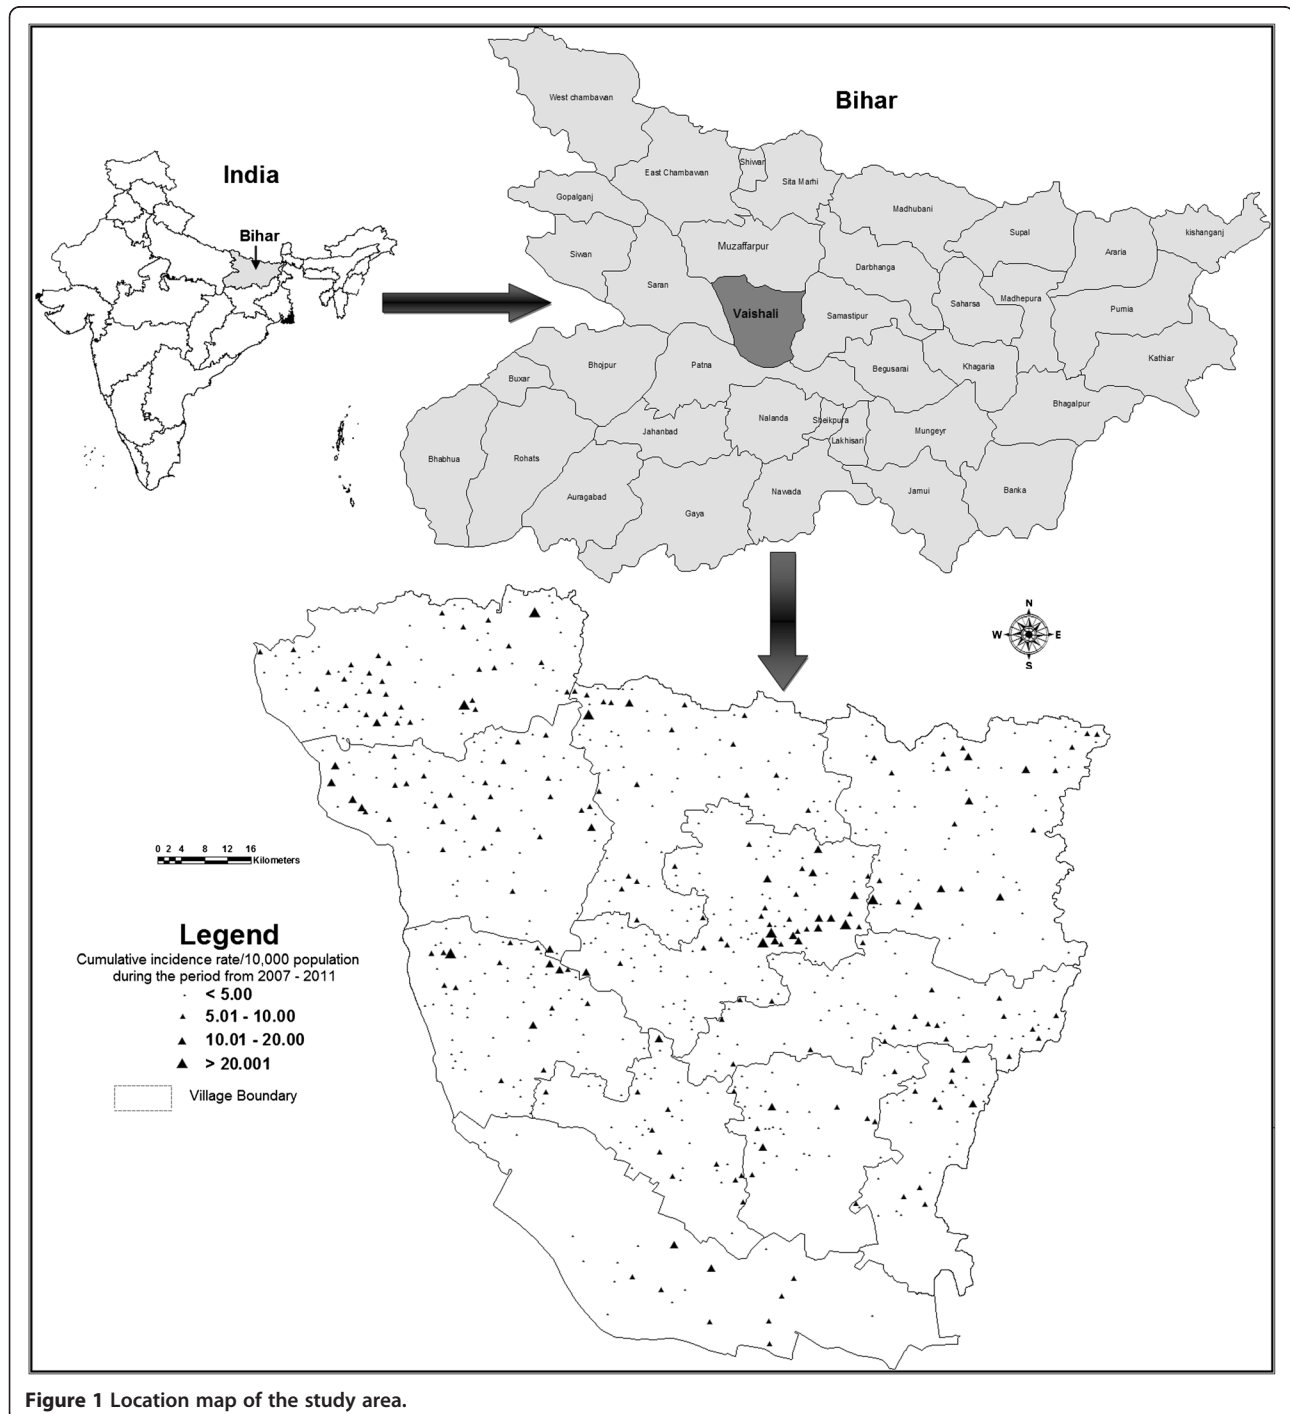 Bihar
India
Bihar
West chambawan
East Chambawan
Shiwar
Sita Marhi
Gopalganj
Madhubani
Siwan
Muzaffarpur
Supal
Araria
kishanganj
Darbhanga
Saran
Saharsa
Madhepura
Purnia
Vaishali
Samastipur
Bhojpur
Patna
Begusarai
Khagaria
Kathiar
Buxar
Bhagalpur
Nalanda
Sheikpura
Jahanbad
Lakhisari
Mungeyr
Bhabhua
Rohats
Auragabad
Gaya
Nawada
Jamui
Banka
N
W E
S
0 2 4 8 12 16
Kilometers
Legend
Cumulative incidence rate/10,000 population
during the period from 2007 - 2011
< 5.00
5.01 - 10.00
10.01 - 20.00
> 20.001
Village Boundary
Figure 1 Location map of the study area.